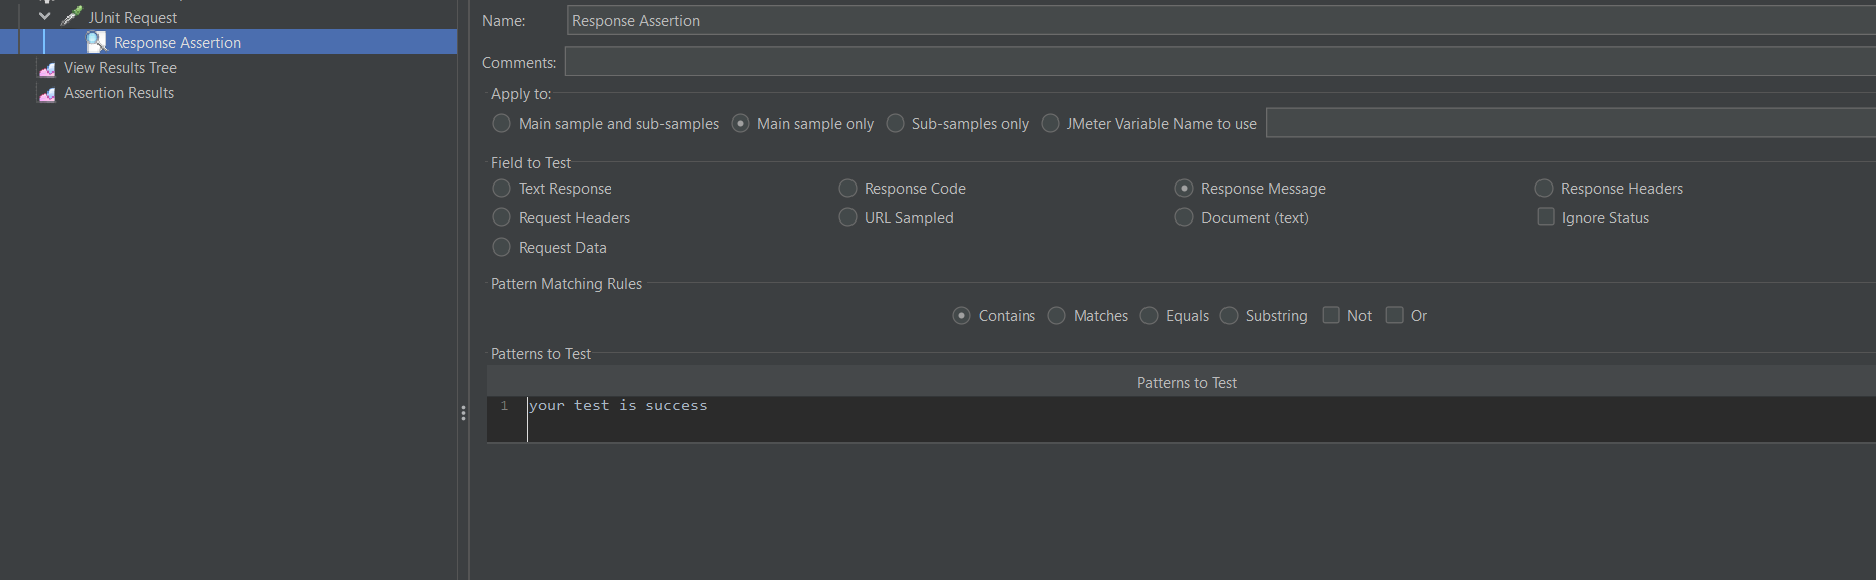 JUnit Request
Response Assertion
View Results Tree
Assertion Results
Name: Response Assertion
Comments:
Apply to:
Main sample and sub-samples Main sample only Sub-samples only JMeter Variable Name to use
Field to Test
Text Response Response Code Response Message Response Headers
Request Headers URL Sampled Document (text) Ignore Status
Request Data
Pattern Matching Rules
Contains Matches Equals Substring Not Or
Patterns to Test
Patterns to Test
1 your test is success